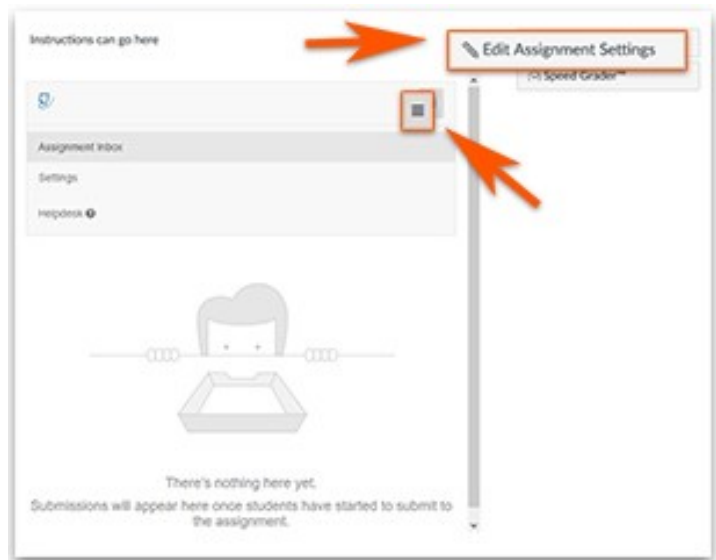 Instructions can go here
Edit Assignment Settings
Speed Grader™
Assignment Inbox
Settings
Helpdesk
There's nothing here yet.
Submissions will appear here once students have started to submit to
the assignment.